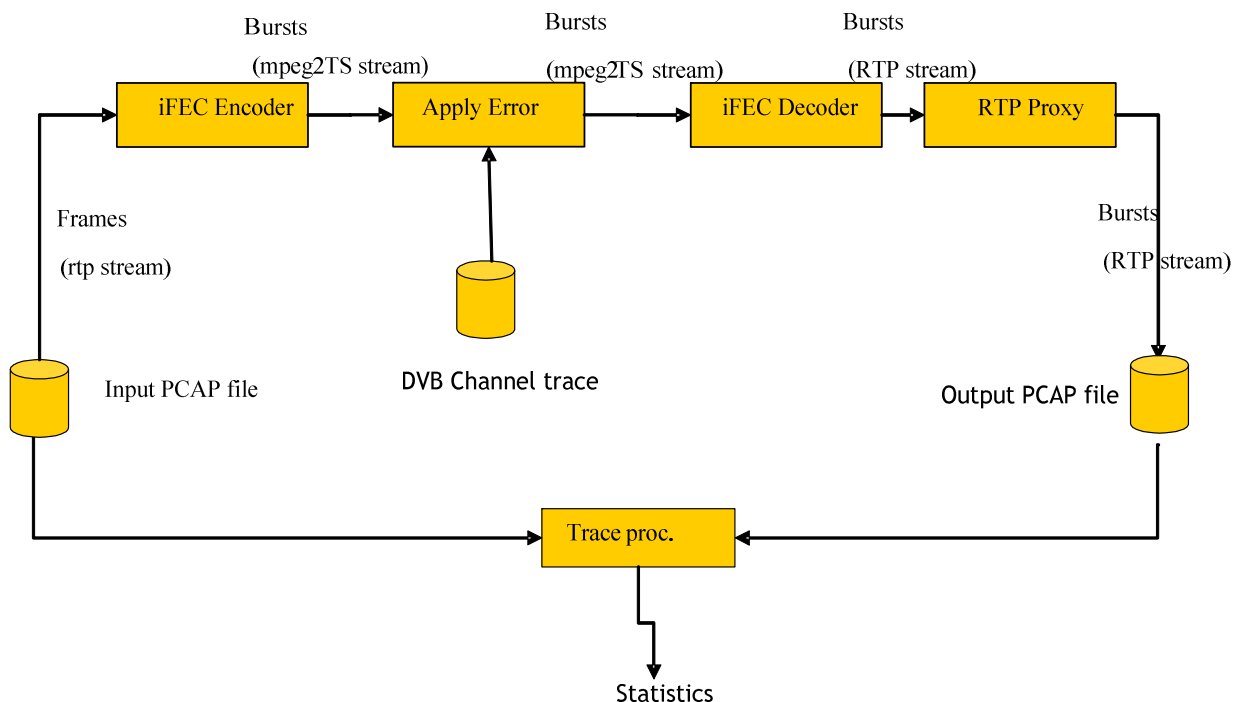 Bursts
(mpeg2TS stream)
Bursts
(mpeg2TS stream)
Bursts
(RTP stream)
iFEC Encoder
Apply Error
iFEC Decoder
RTP Proxy
Frames
(rtp stream)
Bursts
(RTP stream)
Input PCAP file
DVB Channel trace
Output PCAP file
Trace proc.
Statistics